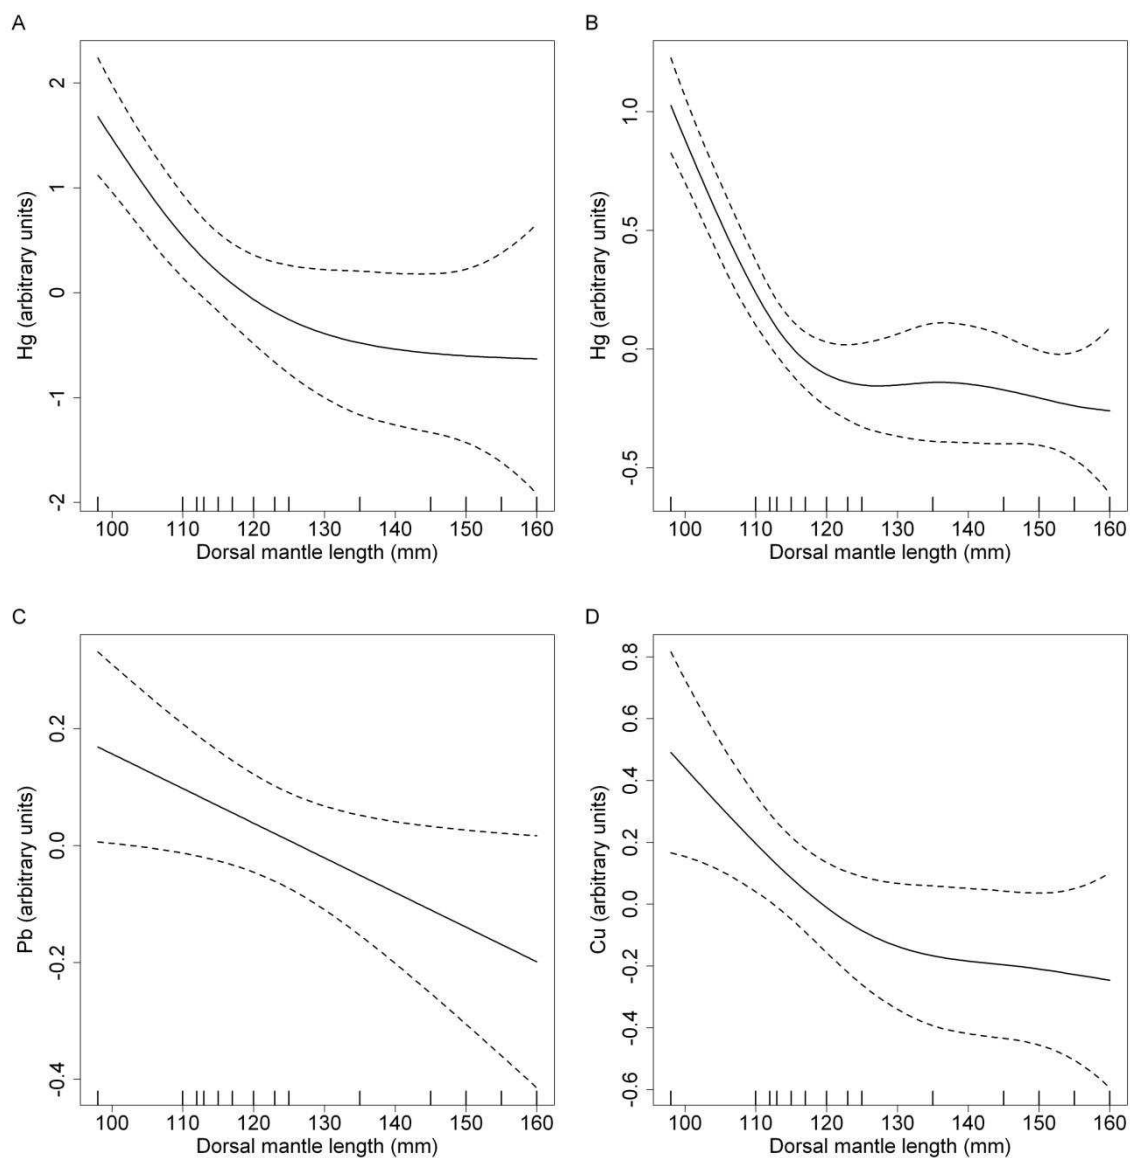 A
Hg (arbitrary units)
2
1
0
-1
-2
100 110 120 130 140 150 160
Dorsal mantle length (mm)
B
Hg (arbitrary units)
1.0
0.5
0.0
-0.5
100 110 120 130 140 150 160
Dorsal mantle length (mm)
C
Pb (arbitrary units)
0.2
0.0
-0.2
-0.4
100 110 120 130 140 150 160
Dorsal mantle length (mm)
D
Cu (arbitrary units)
0.8
0.6
0.4
0.2
0.0
-0.2
-0.4
-0.6
100 110 120 130 140 150 160
Dorsal mantle length (mm)